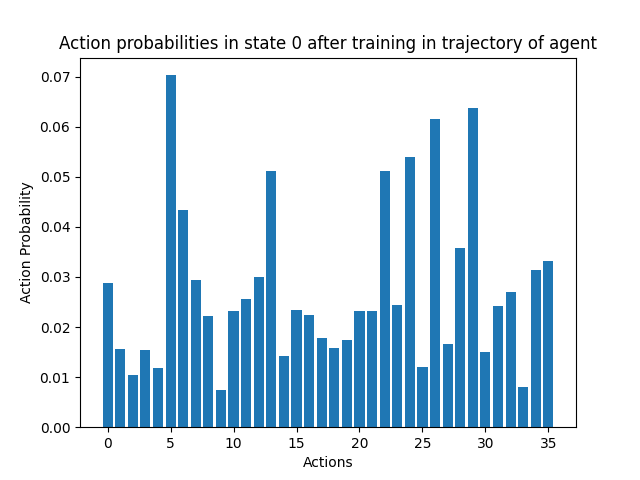 Action probabilities in state 0 after training in trajectory of agent
0.07
0.06
0.05
0.04
0.03
0.02
0.01
0.00
Action Probability
0 5 10 15 20 25 30 35
Actions